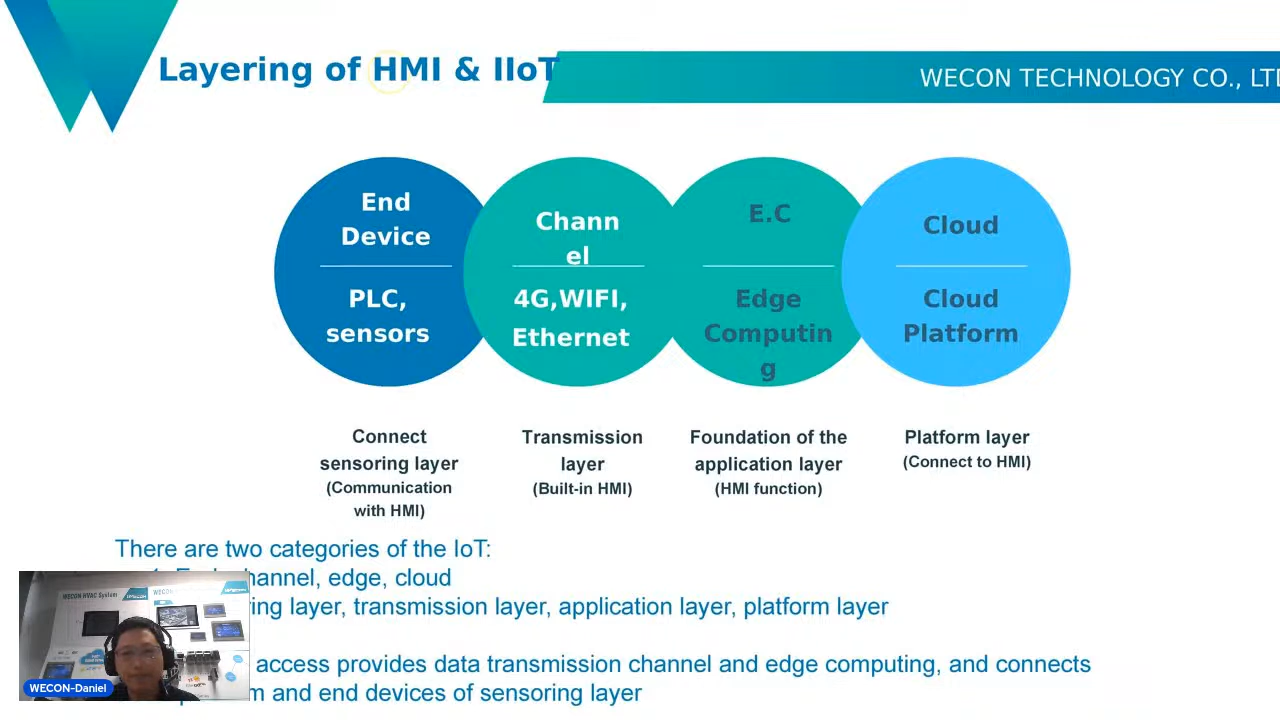 Layering of HMI & IIoT
WECON TECHNOLOGY CO., LTD
End
Device
PLC,
sensors
Chann
el
4G,WIFI,
Ethernet
E.C
Edge
Computin
g
Cloud
Cloud
Platform
Connect
sensoring layer
(Communication
with HMI)
Transmission
layer
(Built-in HMI)
Foundation of the
application layer
(HMI function)
Platform layer
(Connect to HMI)
There are two categories of the IoT:
channel, edge, cloud
layer, transmission layer, application layer, platform layer
access provides data transmission channel and edge computing, and connects
and end devices of sensoring layer
WECON HVAC System
WECON-Daniel